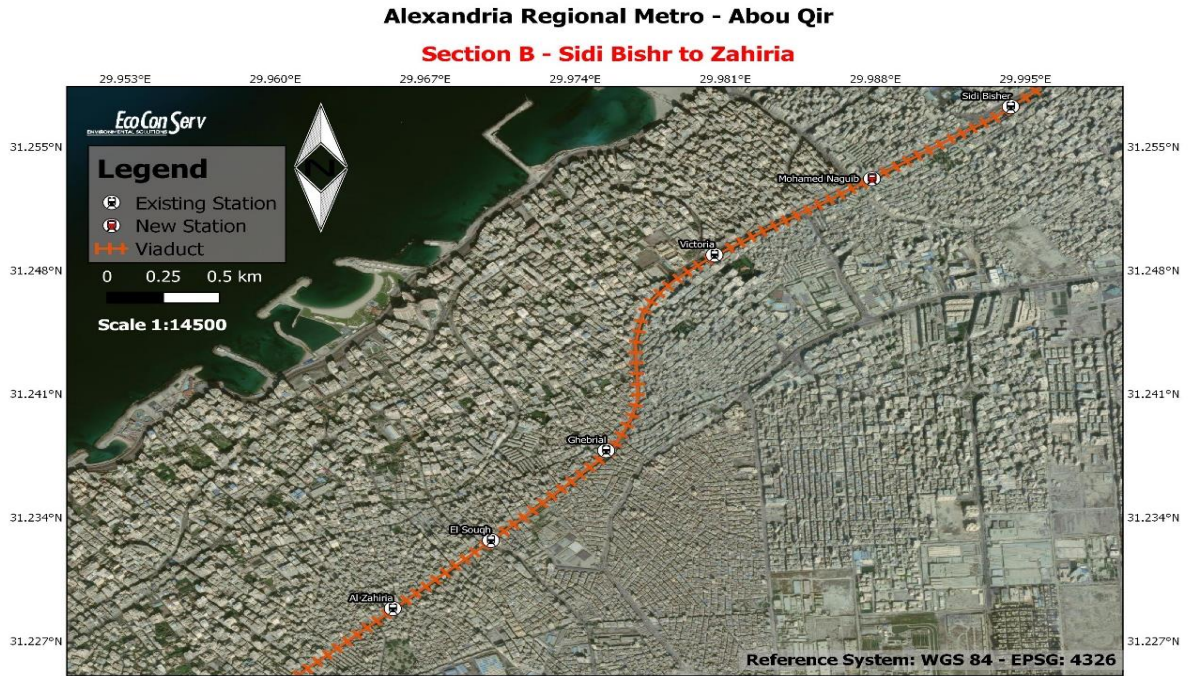 Alexandria Regional Metro - Abou Qir
Section B - Sidi Bishr to Zahiria
29.953°E 29.960°E 29.967°E 29.974°E 29.981°E 29.988°E 29.995°E
Sidi Bisher
EcoConServ
ENVIRONMENTAL SOLUTIONS
N
31.255°N 31.255°N
Legend
Mohamed Naguib
Existing Station
New Station
Viaduct
Victoria
31.248°N 31.248°N
0 0.25 0.5 km
Scale 1:14500
31.241°N 31.241°N
Ghebrial
31.234°N 31.234°N
El Sough
Al Zahiria
31.227°N 31.227°N
Reference System: WGS 84 - EPSG: 4326